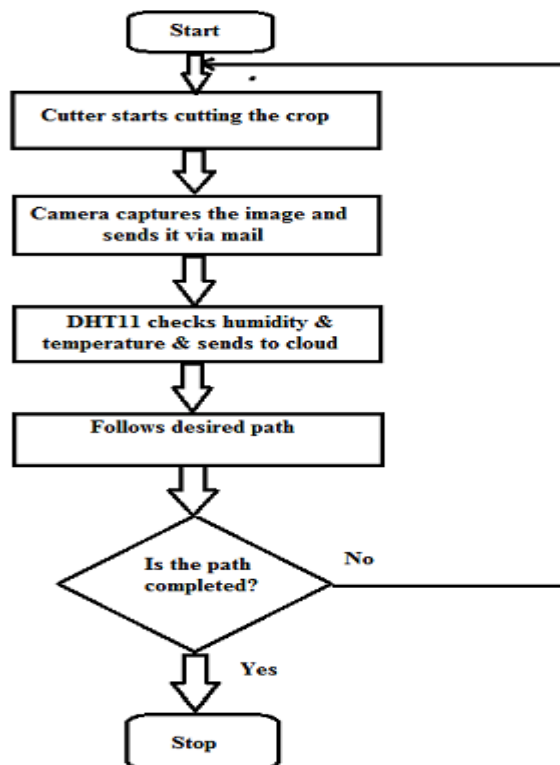 Start
Cutter starts cutting the crop
Camera captures the image and
sends it via mail
DHT11 checks humidity &
temperature & sends to cloud
Follows desired path
Is the path
completed?
No
Yes
Stop